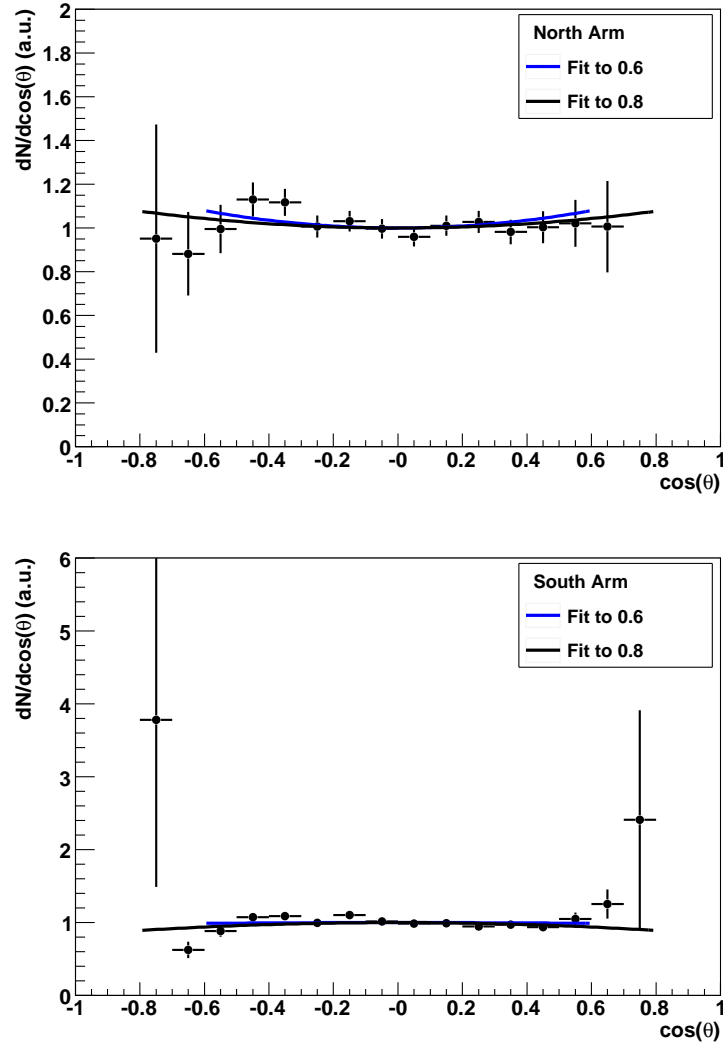 dN/dcos(θ) (a.u.)
2
1.8
1.6
1.4
1.2
1
0.8
0.6
0.4
0.2
0
North Arm
Fit to 0.6
Fit to 0.8
-1 -0.8 -0.6 -0.4 -0.2 -0 0.2 0.4 0.6 0.8 1
cos(θ)
dN/dcos(θ) (a.u.)
6
5
4
3
2
1
0
South Arm
Fit to 0.6
Fit to 0.8
-1 -0.8 -0.6 -0.4 -0.2 -0 0.2 0.4 0.6 0.8 1
cos(θ)